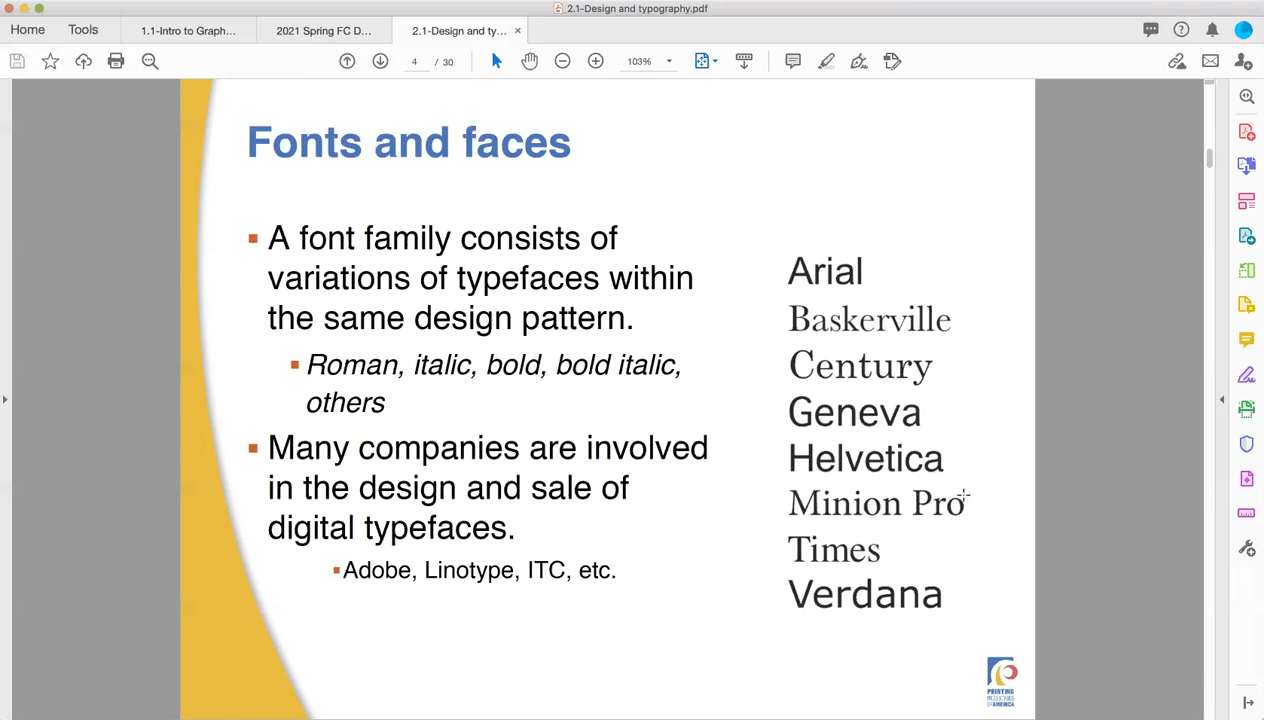 2.1-Design and typography.pdf
Home
Tools
1.1-Intro to Graph...
2021 Spring FC D...
2.1-Design and ty...
4
/ 30
103%
Fonts and faces
A font family consists of
variations of typefaces within
the same design pattern.
Roman, italic, bold, bold italic,
others
Many companies are involved
in the design and sale of
digital typefaces.
Adobe, Linotype, ITC, etc.
Arial
Baskerville
Century
Geneva
Helvetica
Minion Pro
Times
Verdana
PRINTING
INDUSTRIES
OF AMERICA